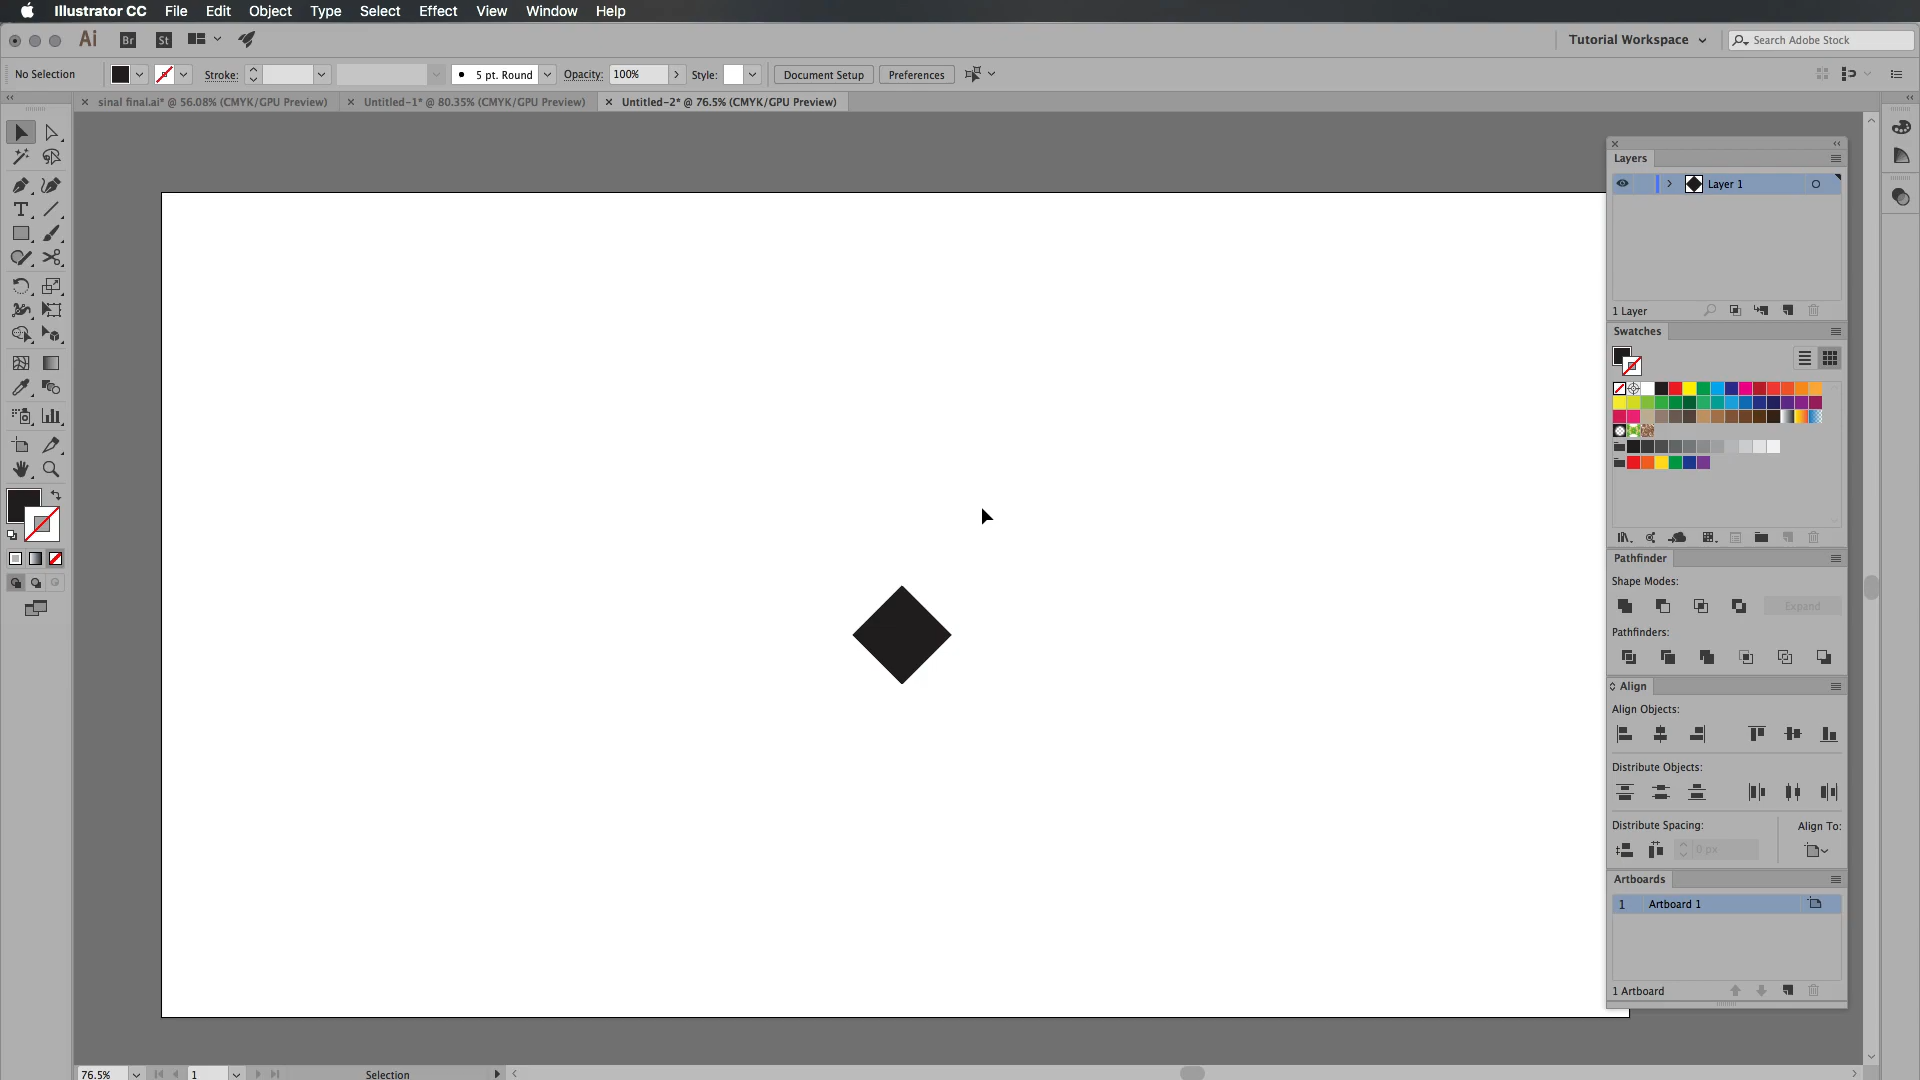 Illustrator CC File Edit Object Type Select Effect View Window Help
Ai Br St Tutorial Workspace Search Adobe Stock
No Selection Stroke: 5 pt. Round Opacity: 100% Style: Document Setup Preferences
sinal final.ai* @ 56.08% (CMYK/GPU Preview) Untitled-1* @ 80.35% (CMYK/GPU Preview) Untitled-2* @ 76.5% (CMYK/GPU Preview)
Layers
Layer 1
1 Layer
Swatches
Pathfinder
Shape Modes:
Expand
Pathfinders:
Align
Align Objects:
Distribute Objects:
Distribute Spacing: Align To:
0 px
Artboards
1 Artboard 1
1 Artboard
76.5% 1 Selection